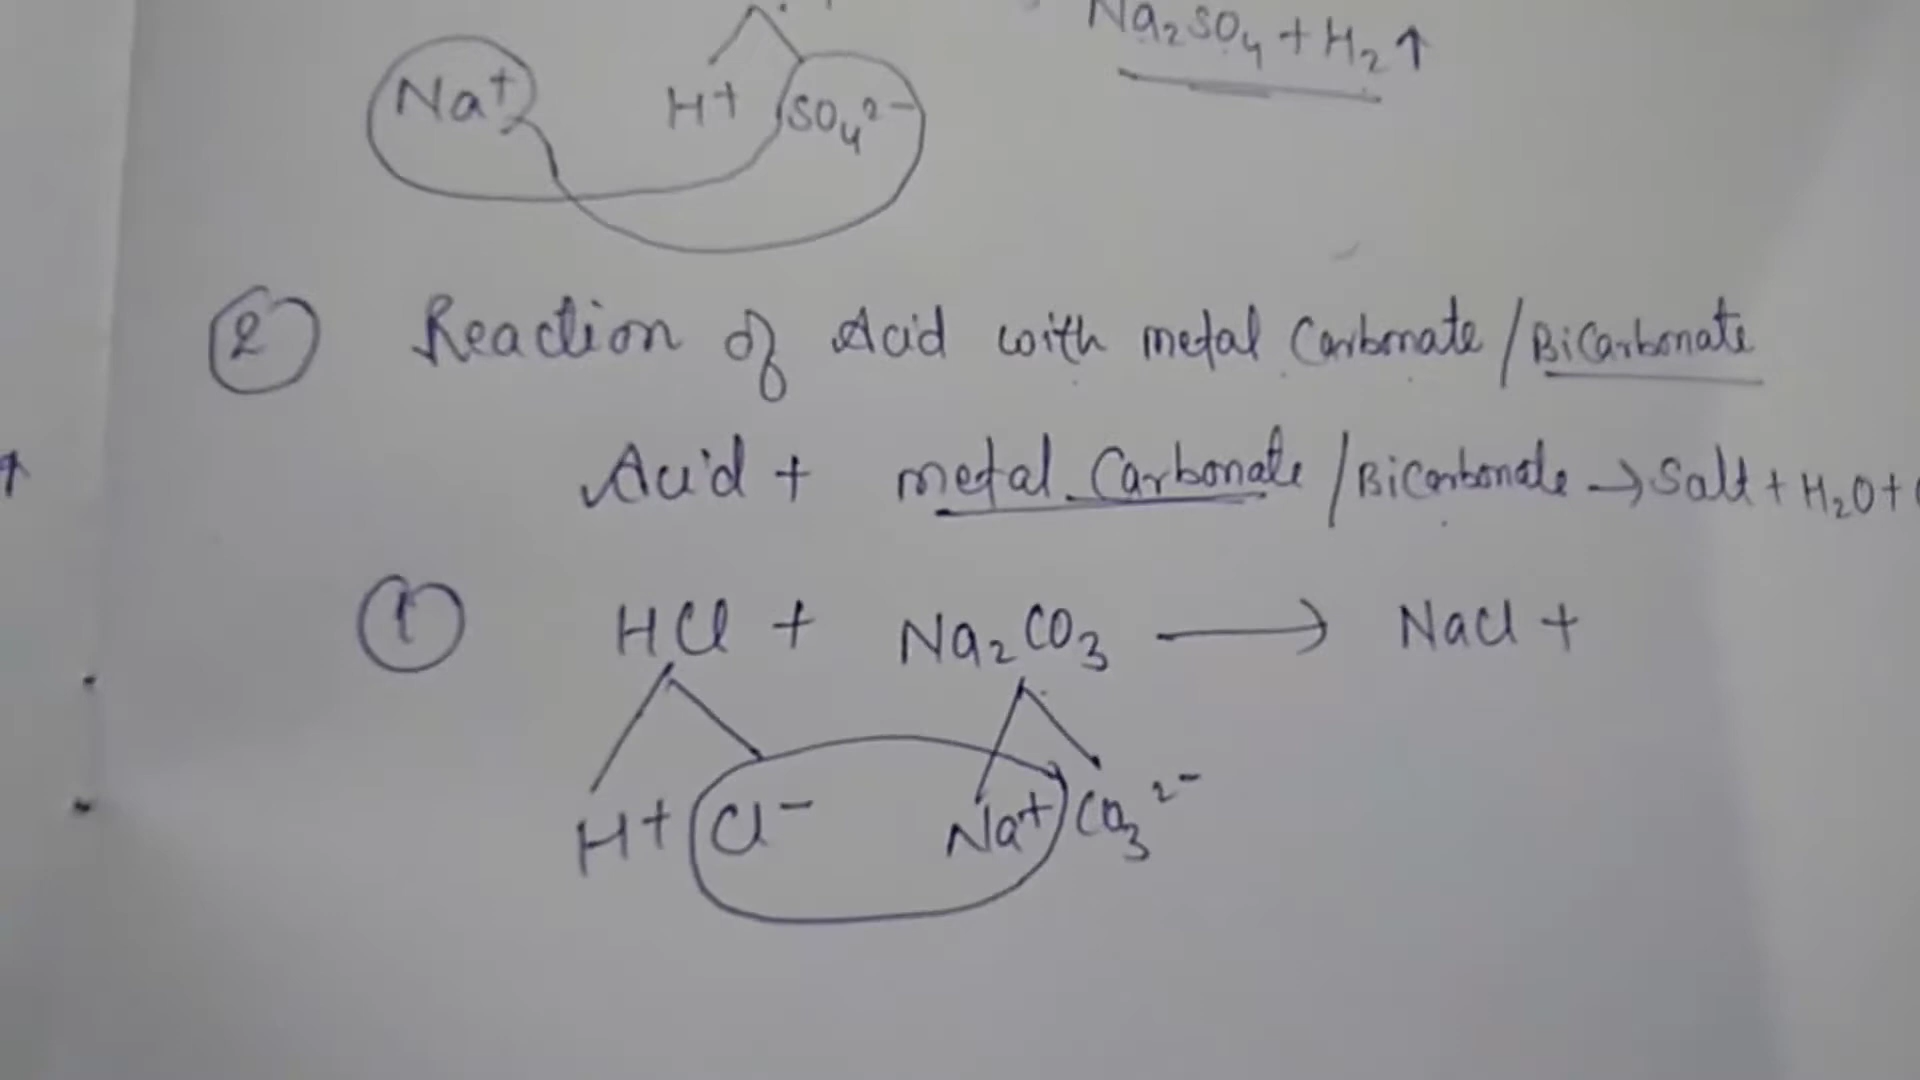 Na₂SO₄ + H₂↑
Na⁺ H⁺ SO₄²⁻
② Reaction of Acid with metal Carbonate / BiCarbonate
Acid + metal Carbonate / BiCarbonate → Salt + H₂O +
① HCl + Na₂CO₃ → NaCl +
H⁺ Cl⁻ Na⁺ CO₃²⁻